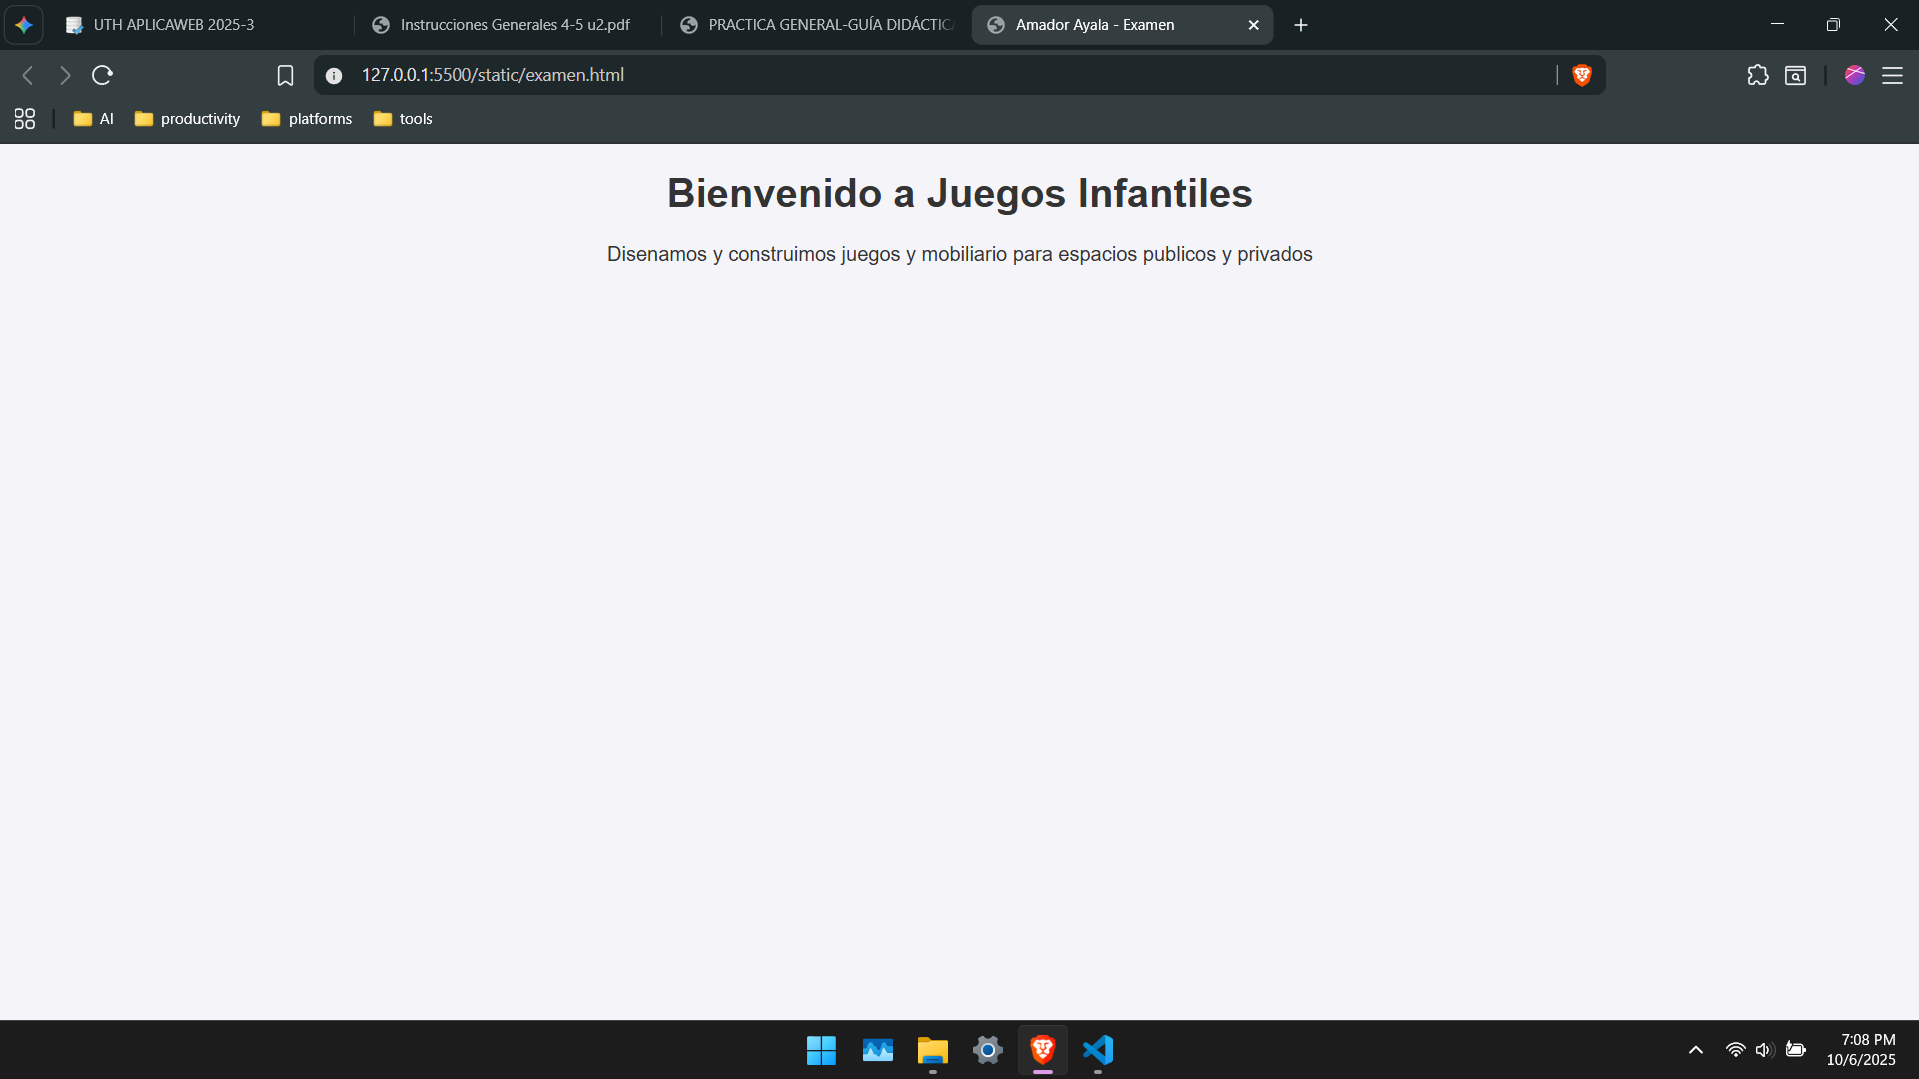 UTH APLICAWEB 2025-3
Instrucciones Generales 4-5 u2.pdf
PRACTICA GENERAL-GUÍA DIDÁCTIC
Amador Ayala - Examen
127.0.0.1:5500/static/examen.html
AI
productivity
platforms
tools
Bienvenido a Juegos Infantiles
Disenamos y construimos juegos y mobiliario para espacios publicos y privados
7:08 PM
10/6/2025